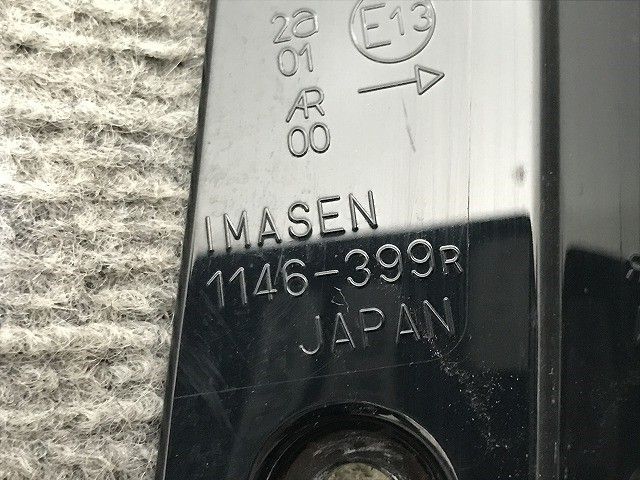 2a
01
E13
AR
00
IMASEN
1146-399R
JAPAN